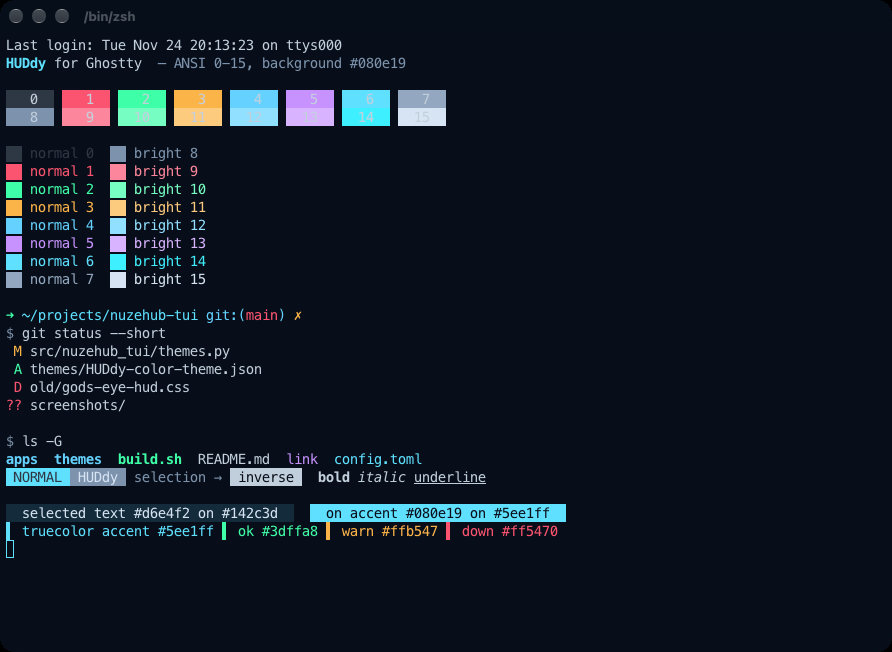 /bin/zsh
Last login: Tue Nov 24 20:13:23 on ttys000
HUDdy for Ghostty — ANSI 0-15, background #080e19
0 1 2 3 4 5 6 7
8 9 10 11 12 13 14 15
normal 0 bright 8
normal 1 bright 9
normal 2 bright 10
normal 3 bright 11
normal 4 bright 12
normal 5 bright 13
normal 6 bright 14
normal 7 bright 15
➜ ~/projects/nuzehub-tui git:(main) ✗
$ git status --short
M src/nuzehub_tui/themes.py
A themes/HUDdy-color-theme.json
D old/gods-eye-hud.css
?? screenshots/
$ ls -G
apps themes build.sh README.md link config.toml
NORMAL HUDdy selection → inverse bold italic underline
selected text #d6e4f2 on #142c3d on accent #080e19 on #5ee1ff
truecolor accent #5ee1ff ok #3dffa8 warn #ffb547 down #ff5470